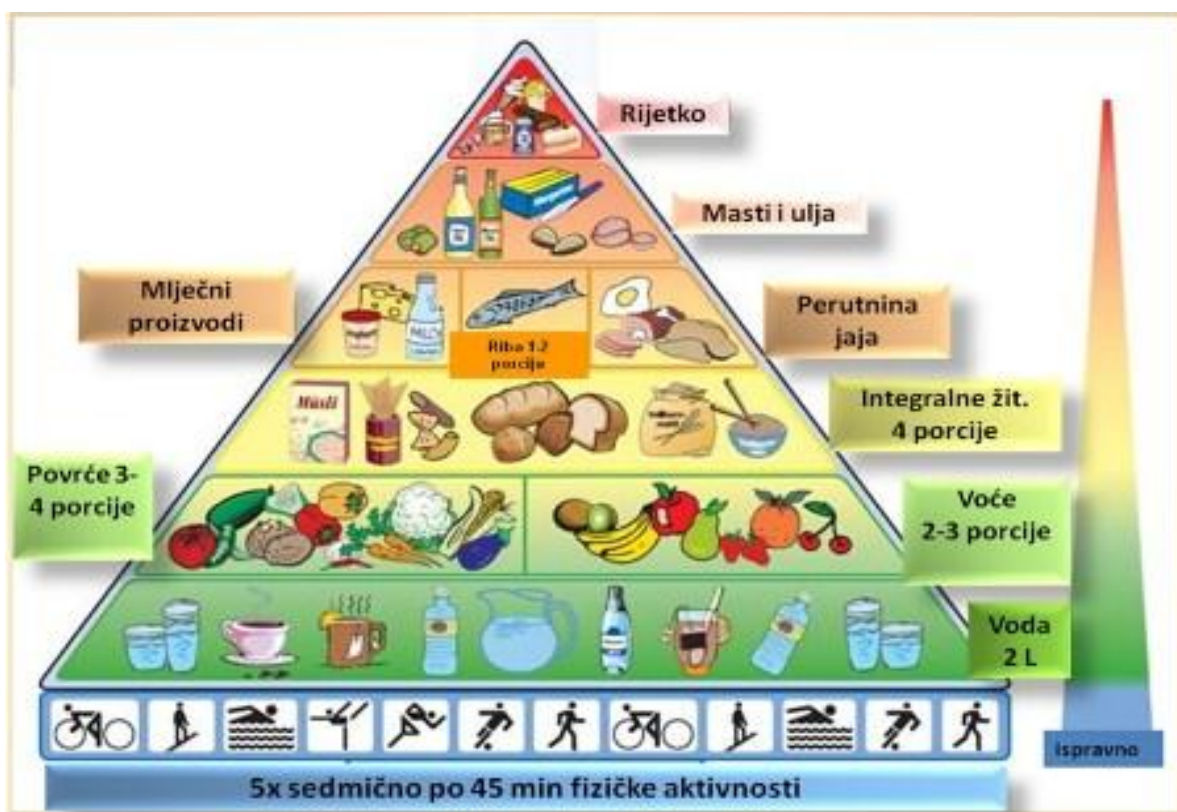 Rijetko
Masti i ulja
Mlječni
proizvodi
Riba 1-2
porcije
Perutnina
jaja
Müsli
Integralne žit.
4 porcije
Povrće 3-
4 porcije
Voće
2-3 porcije
Voda
2 L
5x sedmično po 45 min fizičke aktivnosti
ispravno